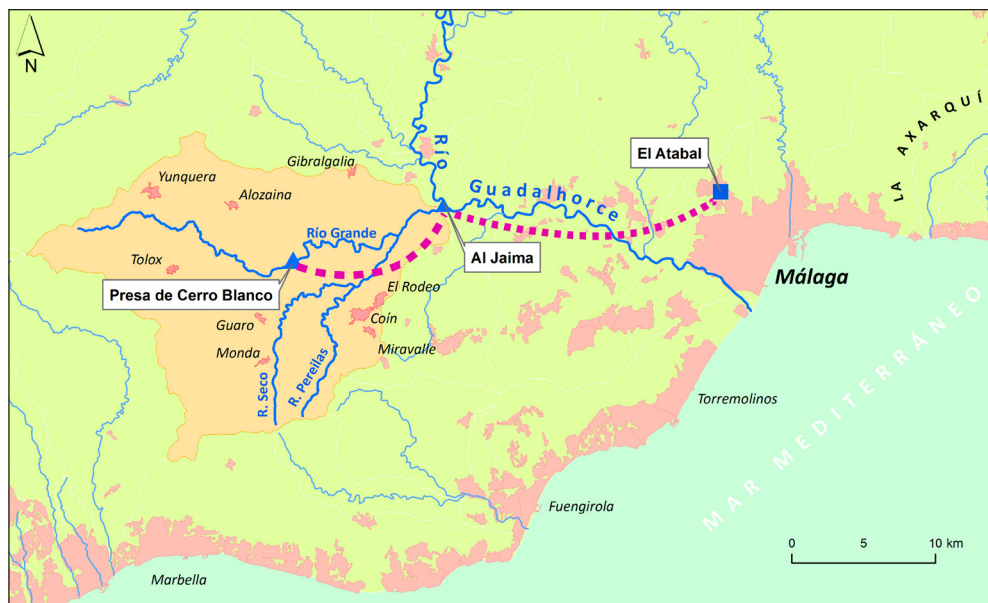 N
Yunquera
Gibralgalia
Alozaina
Río
Guadalhorce
El Atabal
LA AXARQUÍ
Río Grande
Al Jaima
Tolox
Presa de Cerro Blanco
El Rodeo
Málaga
Guaro
Coín
Monda
Miravalle
R. Seco
R. Pereilas
Torremolinos
MAR MEDITERRÁNEO
Fuengirola
Marbella
0 5 10 km